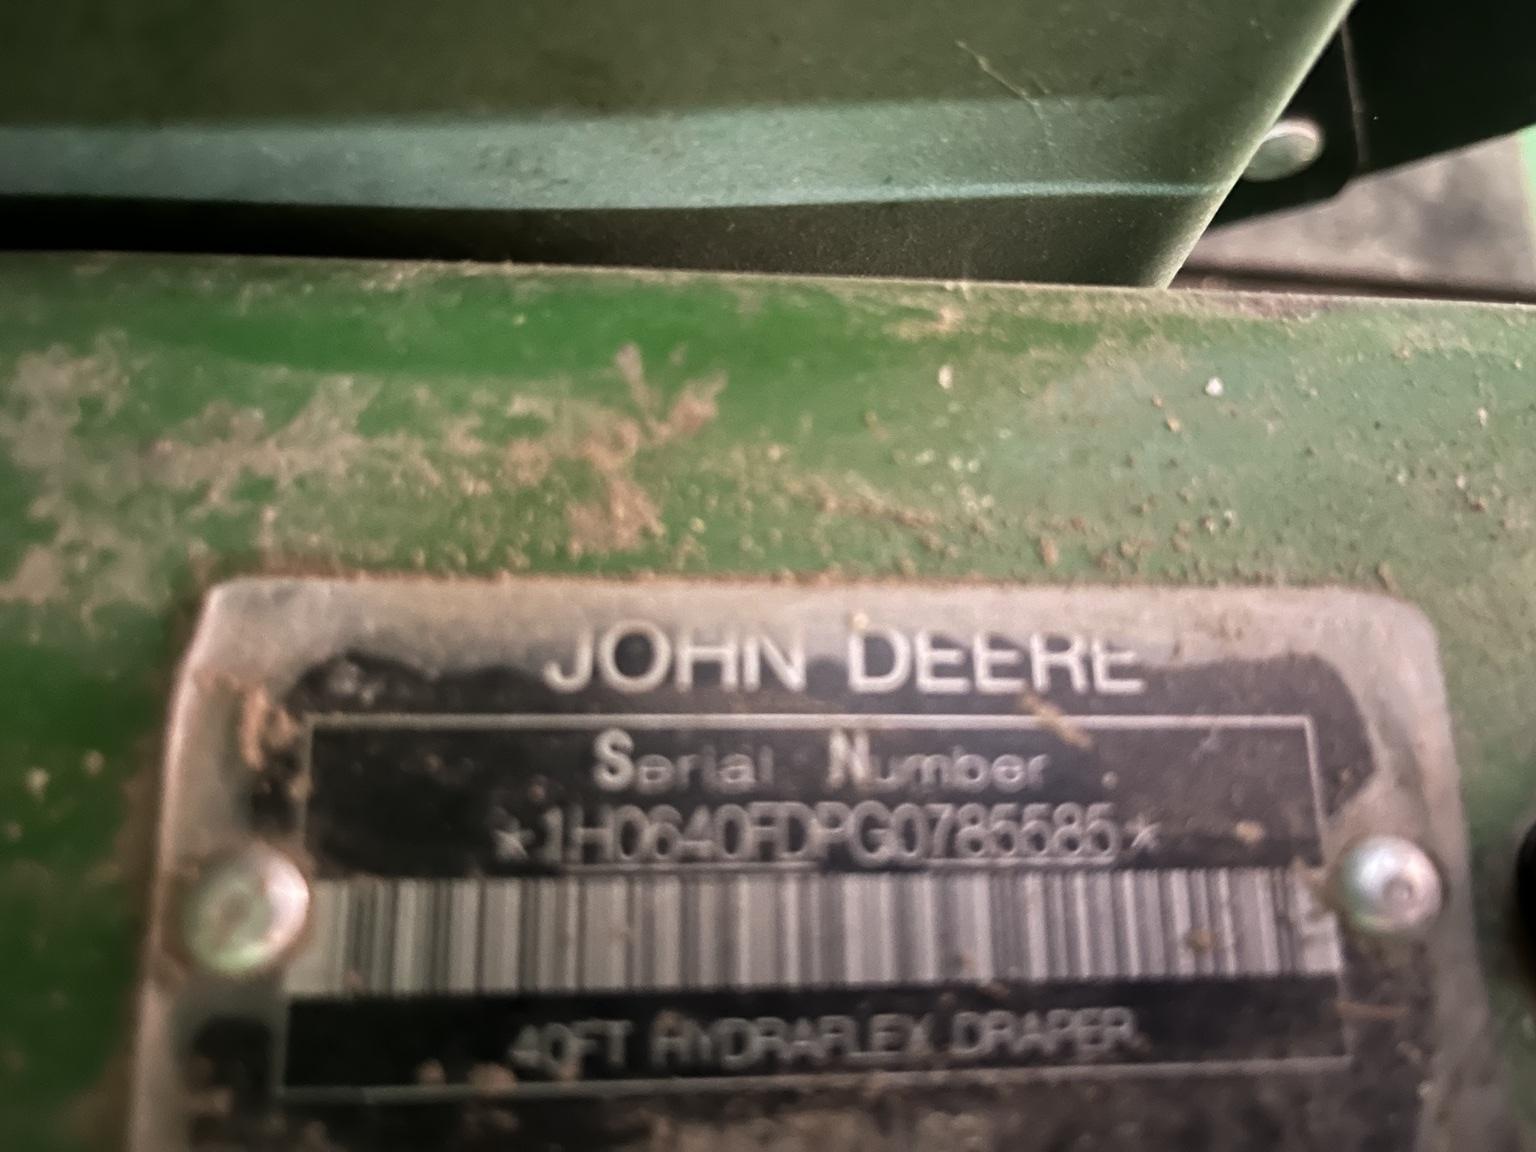 JOHN DEERE
Serial Number
*1H0640FDPG0785585*
40FT HYDRAFLEX DRAPER